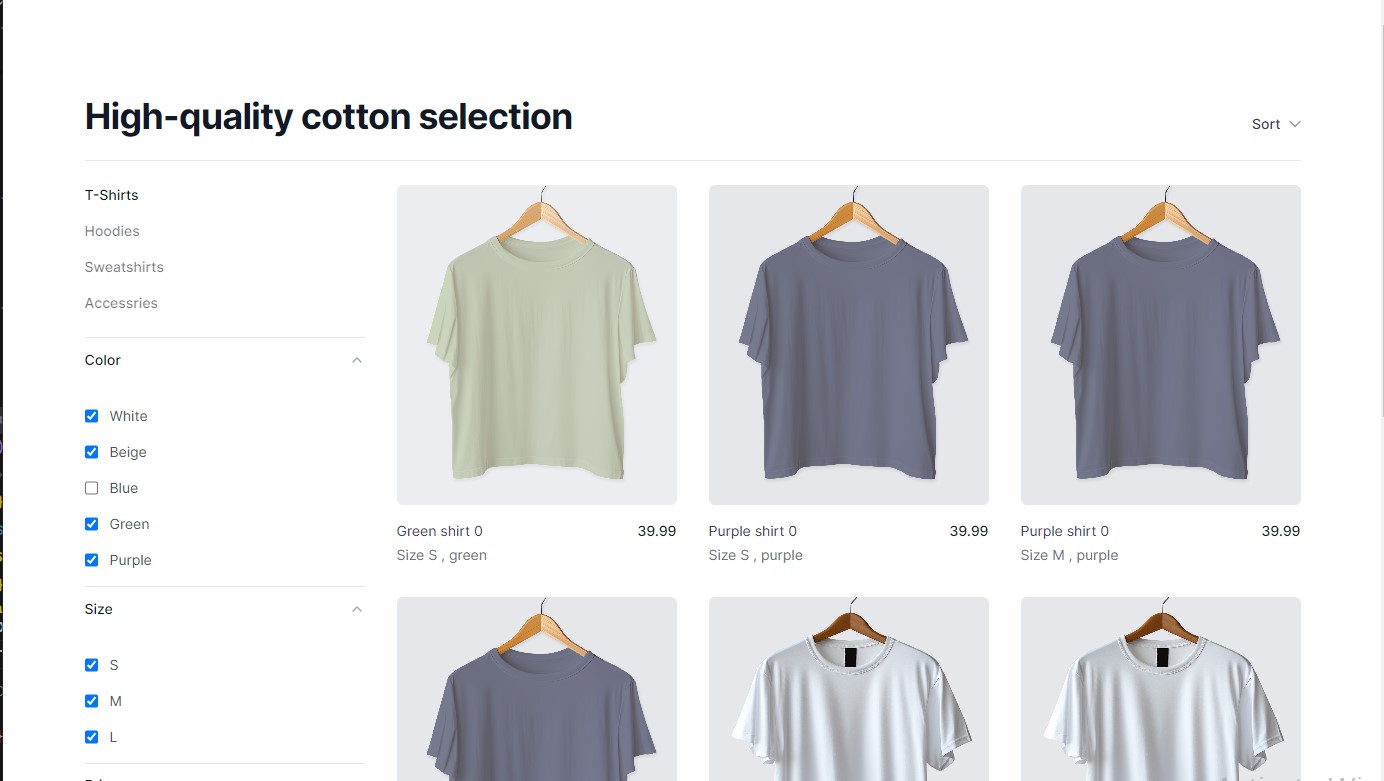 High-quality cotton selection
Sort
T-Shirts
Hoodies
Sweatshirts
Accessries
Color
White
Beige
Blue
Green
Purple
Size
S
M
L
Green shirt 0 39.99
Size S , green
Purple shirt 0 39.99
Size S , purple
Purple shirt 0 39.99
Size M , purple